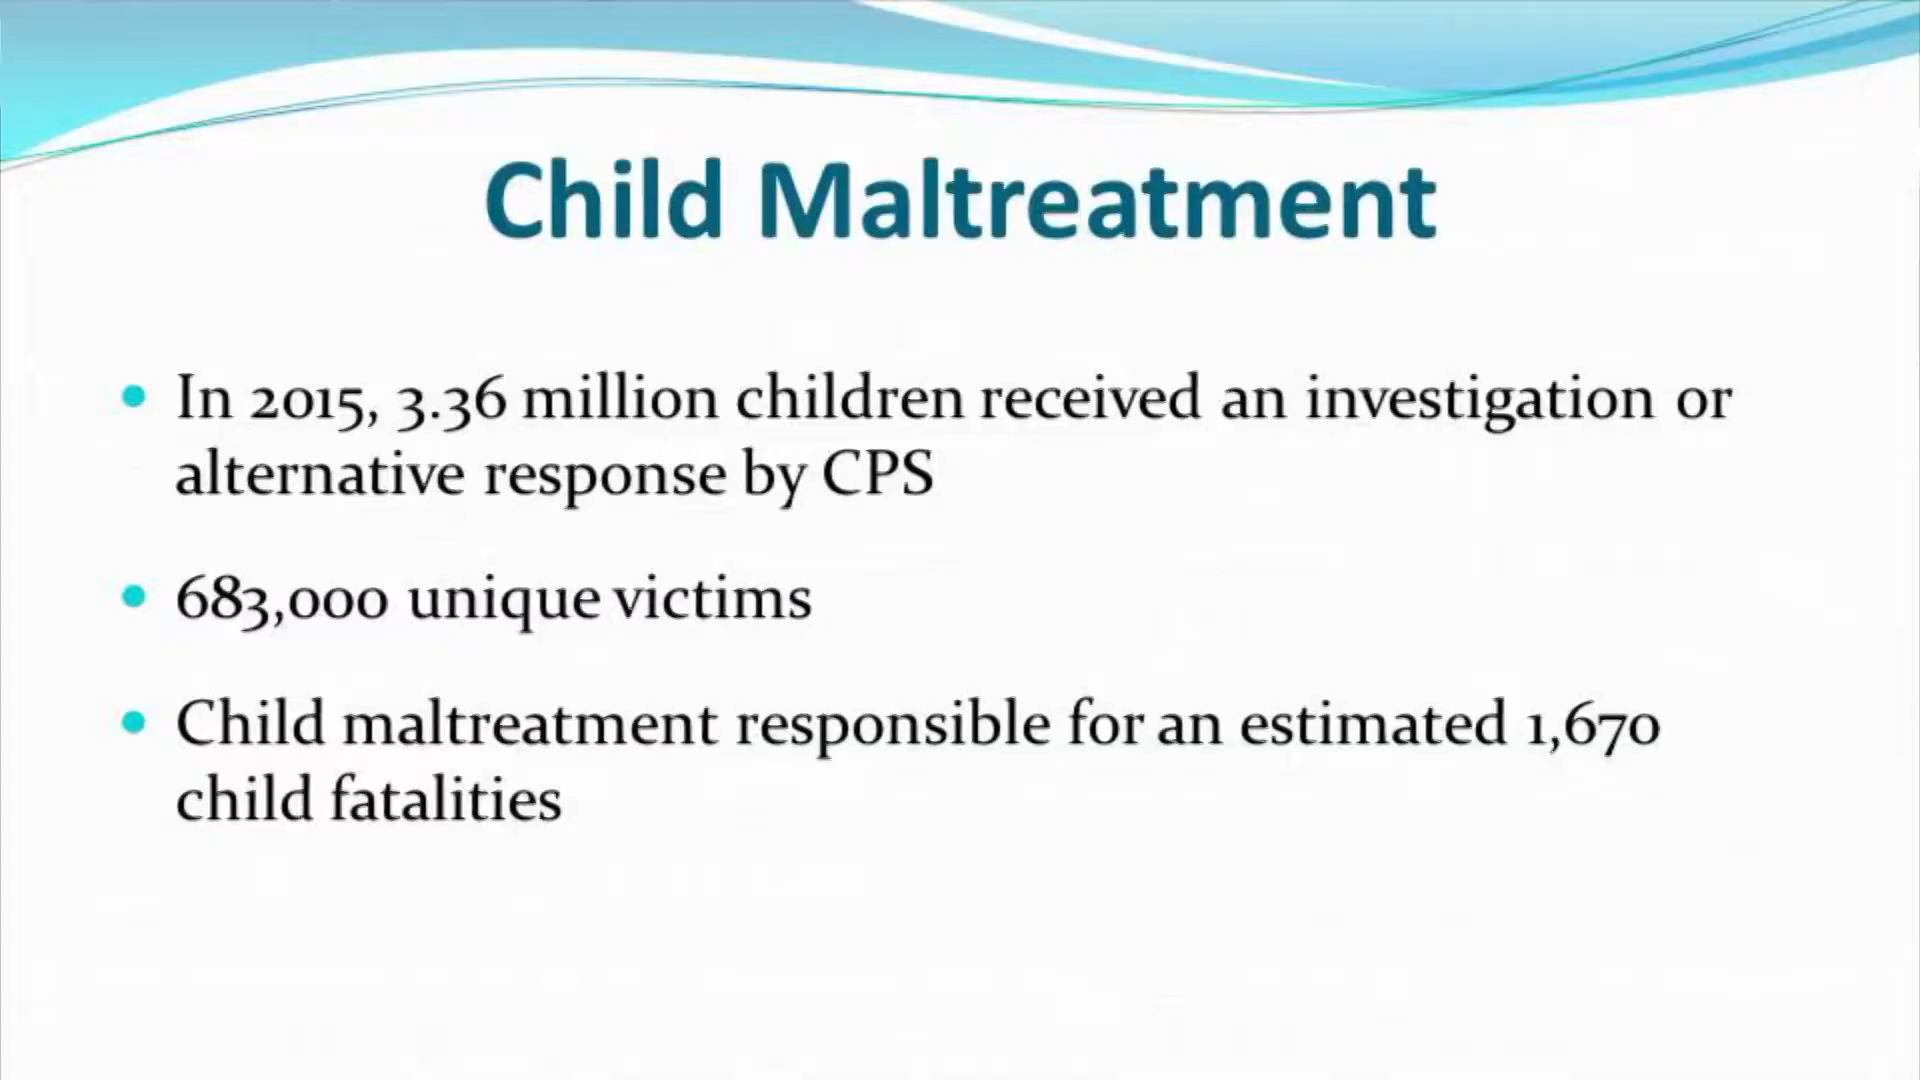 Child Maltreatment
In 2015, 3.36 million children received an investigation or
alternative response by CPS
683,000 unique victims
Child maltreatment responsible for an estimated 1,670
child fatalities